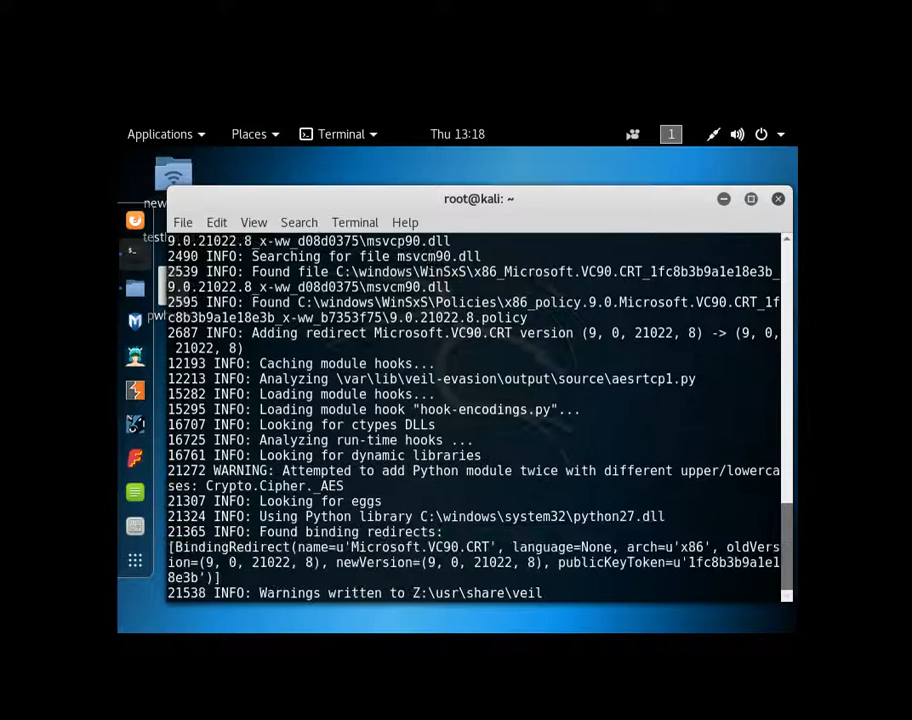 Applications
Places
Terminal
Thu 13:18
1
new
root@kali: ~
File Edit View Search Terminal Help
9.0.21022.8_x-ww_d08d0375\msvcp90.dll
2490 INFO: Searching for file msvcm90.dll
2539 INFO: Found file C:\windows\WinSxS\x86_Microsoft.VC90.CRT_1fc8b3b9a1e18e3b_
9.0.21022.8_x-ww_d08d0375\msvcm90.dll
2595 INFO: Found C:\windows\WinSxS\Policies\x86_policy.9.0.Microsoft.VC90.CRT_1f
c8b3b9a1e18e3b_x-ww_b7353f75\9.0.21022.8.policy
2687 INFO: Adding redirect Microsoft.VC90.CRT version (9, 0, 21022, 8) -> (9, 0,
21022, 8)
12193 INFO: Caching module hooks...
12213 INFO: Analyzing \var\lib\veil-evasion\output\source\aesrtcp1.py
15282 INFO: Loading module hooks...
15295 INFO: Loading module hook "hook-encodings.py"...
16707 INFO: Looking for ctypes DLLs
16725 INFO: Analyzing run-time hooks ...
16761 INFO: Looking for dynamic libraries
21272 WARNING: Attempted to add Python module twice with different upper/lowerca
ses: Crypto.Cipher._AES
21307 INFO: Looking for eggs
21324 INFO: Using Python library C:\windows\system32\python27.dll
21365 INFO: Found binding redirects:
[BindingRedirect(name=u'Microsoft.VC90.CRT', language=None, arch=u'x86', oldVers
ion=(9, 0, 21022, 8), newVersion=(9, 0, 21022, 8), publicKeyToken=u'1fc8b3b9a1e1
8e3b')]
21538 INFO: Warnings written to Z:\usr\share\veil